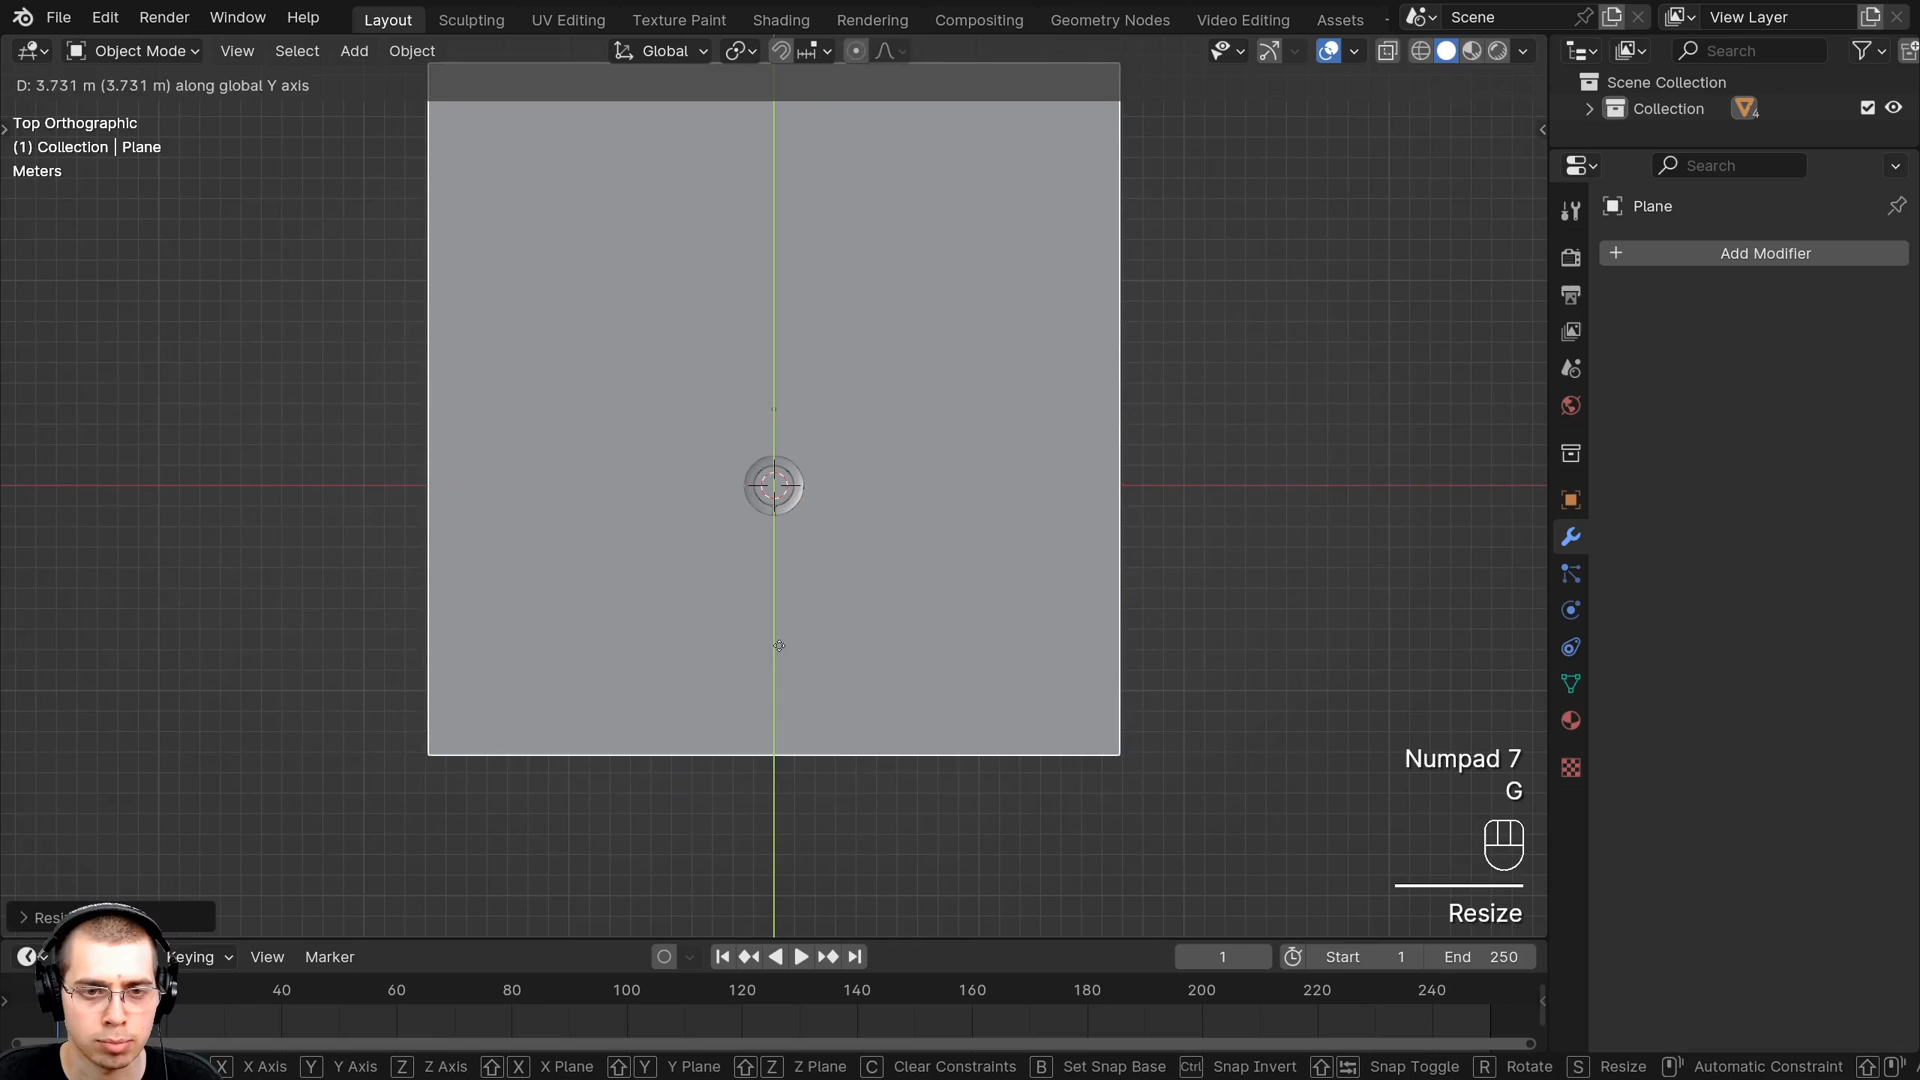 File Edit Render Window Help Layout Sculpting UV Editing Texture Paint Shading Rendering Compositing Geometry Nodes Video Editing Assets Scene View Layer
Object Mode View Select Add Object Global Search
D: 3.731 m (3.731 m) along global Y axis
Scene Collection
Collection 4
Top Orthographic
(1) Collection | Plane
Meters
Search
Plane
Add Modifier
Numpad 7
G
Resize
Resi
Keying View Marker 1 Start 1 End 250
40 60 80 100 120 140 160 180 200 220 240
X X Axis Y Y Axis Z Z Axis X X Plane Y Y Plane Z Z Plane C Clear Constraints B Set Snap Base Ctrl Snap Invert Snap Toggle R Rotate S Resize Automatic Constraint